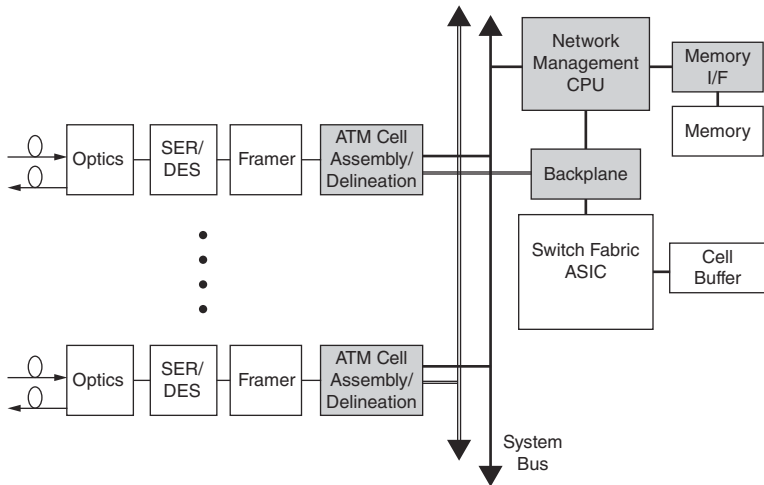 Network
Management
CPU
Memory
I/F
Memory
Optics
SER/
DES
Framer
ATM Cell
Assembly/
Delineation
Backplane
Switch Fabric
ASIC
Cell
Buffer
Optics
SER/
DES
Framer
ATM Cell
Assembly/
Delineation
System
Bus